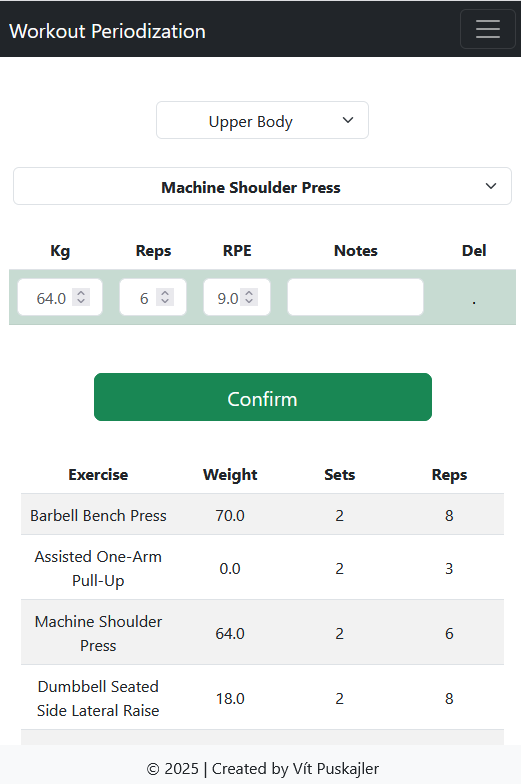 Workout Periodization
Upper Body
Machine Shoulder Press
Kg Reps RPE Notes Del
64.0 6 9.0 .
Confirm
Exercise Weight Sets Reps
Barbell Bench Press 70.0 2 8
Assisted One-Arm
Pull-Up 0.0 2 3
Machine Shoulder
Press 64.0 2 6
Dumbbell Seated
Side Lateral Raise 18.0 2 8
© 2025 | Created by Vít Puskajler